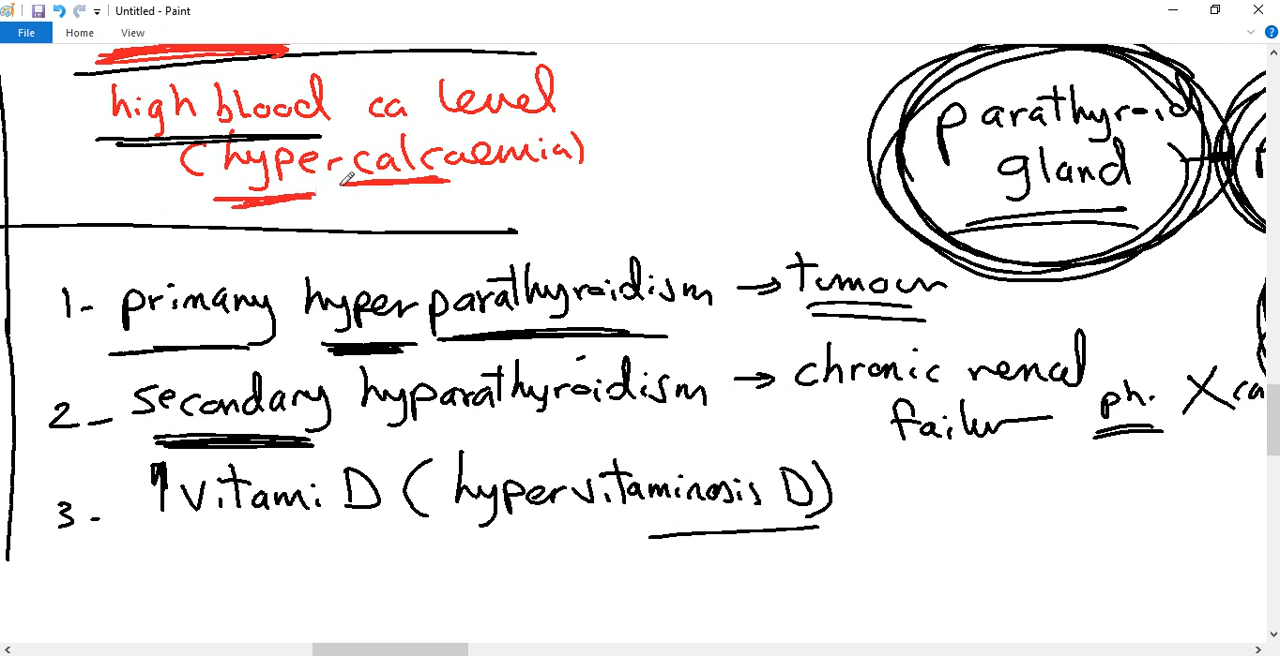 Untitled - Paint
File Home View
high blood ca level
(hypercalcaemia)
parathyroid
gland
1- primary hyperparathyroidism → tumour
2- secondary hyparathyroidism → chronic renal
failur ph. X ca
3- ↑ vitami D (hypervitaminosis D)